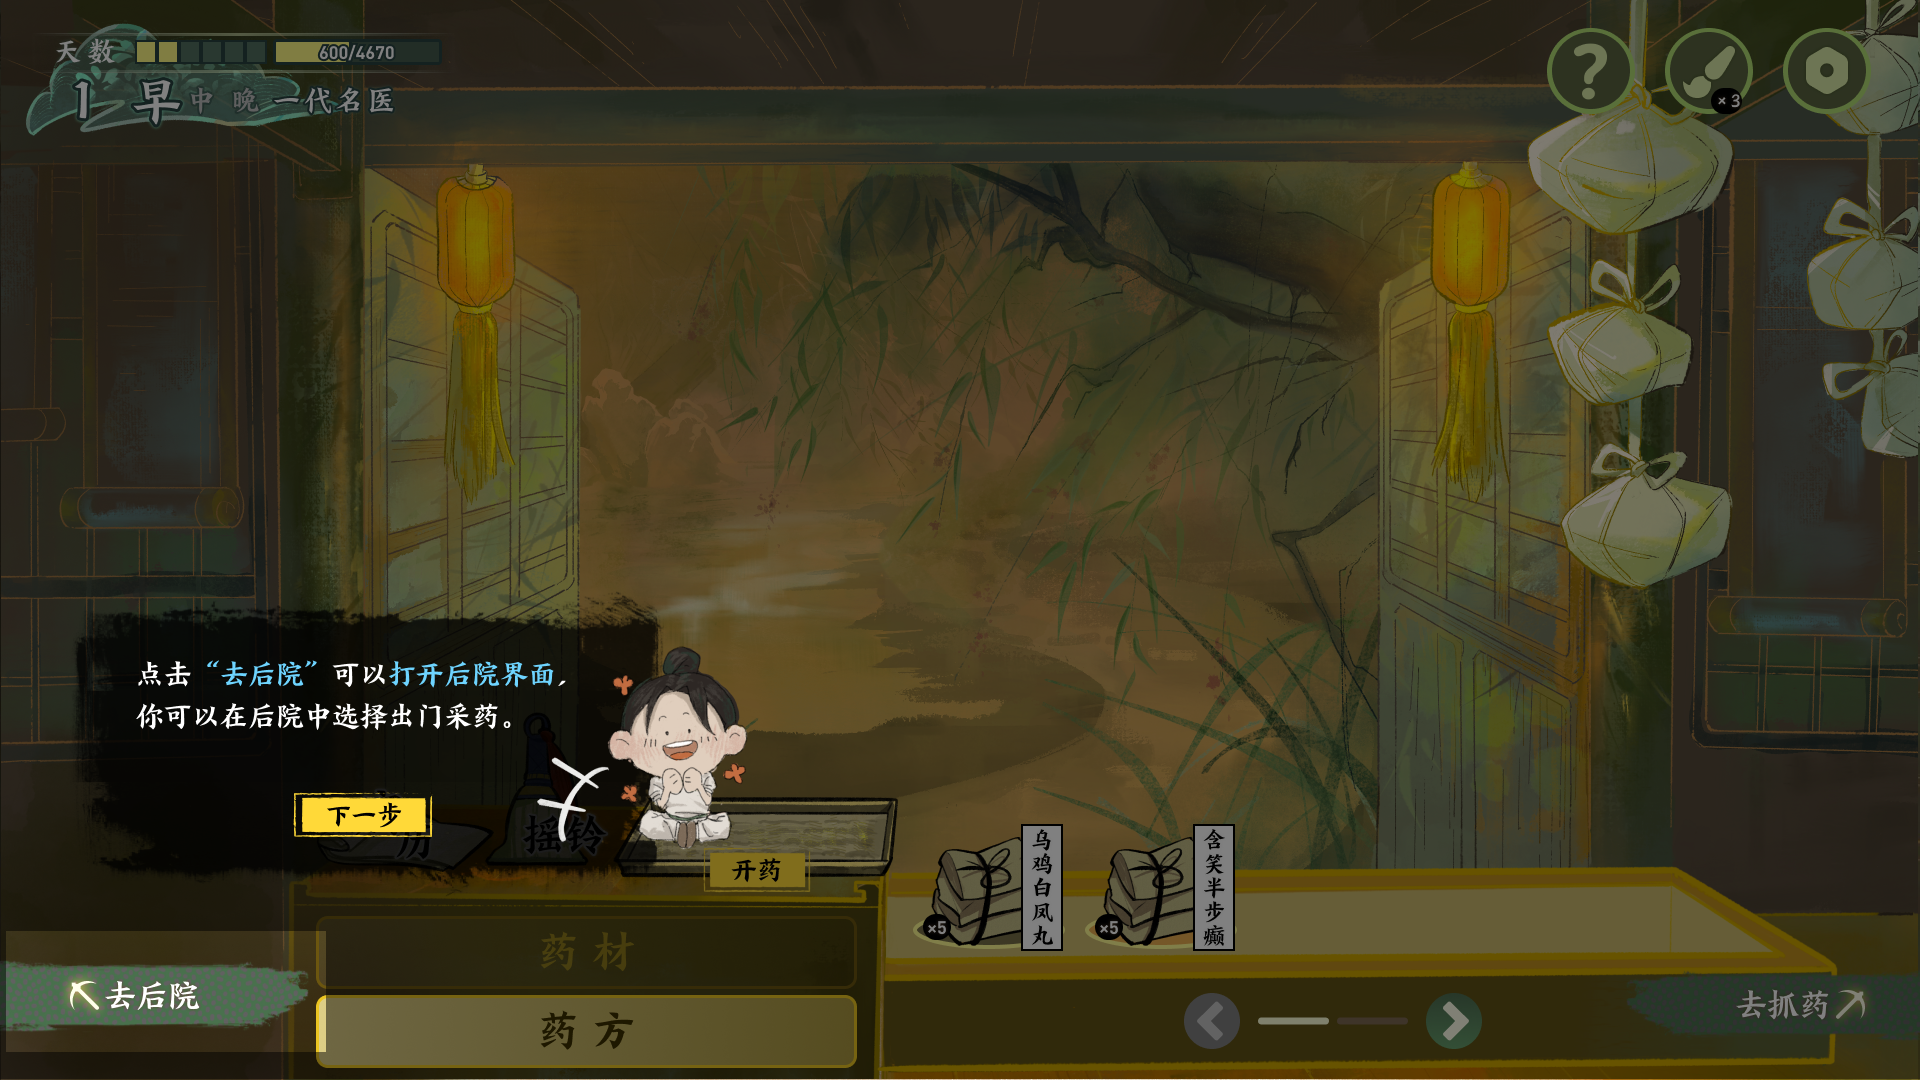 天数
600/4670
1 早 中 晚 一代名医
× 3
点击“去后院”可以打开后院界面，
你可以在后院中选择出门采药。
下一步
历
摇铃
开药
药材
药方
×5
乌鸡白凤丸
×5
含笑半步癫
去后院
去抓药